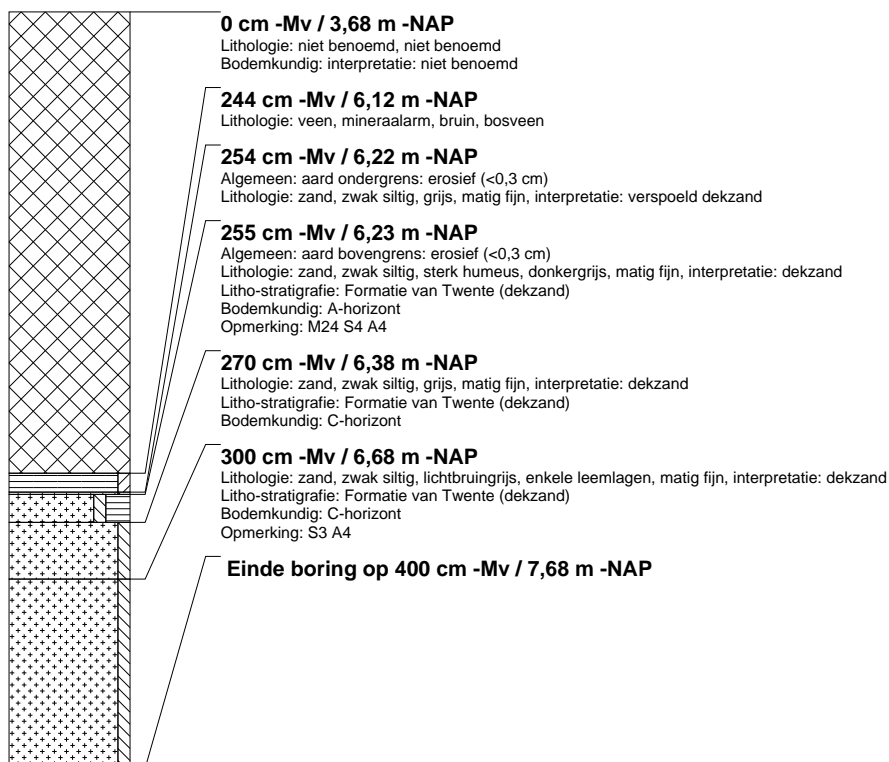 0 cm -Mv / 3,68 m -NAP
Lithologie: niet benoemd, niet benoemd
Bodemkundig: interpretatie: niet benoemd
244 cm -Mv / 6,12 m -NAP
Lithologie: veen, mineraalarm, bruin, bosveen
254 cm -Mv / 6,22 m -NAP
Algemeen: aard ondergrens: erosief (<0,3 cm)
Lithologie: zand, zwak siltig, grijs, matig fijn, interpretatie: verspoeld dekzand
255 cm -Mv / 6,23 m -NAP
Algemeen: aard bovengrens: erosief (<0,3 cm)
Lithologie: zand, zwak siltig, sterk humeus, donkergrijs, matig fijn, interpretatie: dekzand
Litho-stratigrafie: Formatie van Twente (dekzand)
Bodemkundig: A-horizont
Opmerking: M24 S4 A4
270 cm -Mv / 6,38 m -NAP
Lithologie: zand, zwak siltig, grijs, matig fijn, interpretatie: dekzand
Litho-stratigrafie: Formatie van Twente (dekzand)
Bodemkundig: C-horizont
300 cm -Mv / 6,68 m -NAP
Lithologie: zand, zwak siltig, lichtbruingrijs, enkele leemlagen, matig fijn, interpretatie: dekzand
Litho-stratigrafie: Formatie van Twente (dekzand)
Bodemkundig: C-horizont
Opmerking: S3 A4
Einde boring op 400 cm -Mv / 7,68 m -NAP